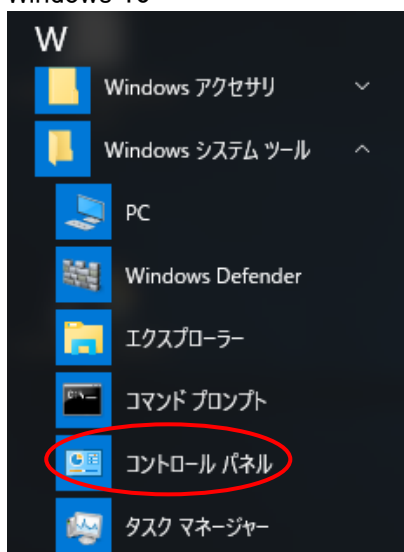 W
Windows アクセサリ
Windows システム ツール
PC
Windows Defender
エクスプローラー
コマンド プロンプト
コントロール パネル
タスク マネージャー